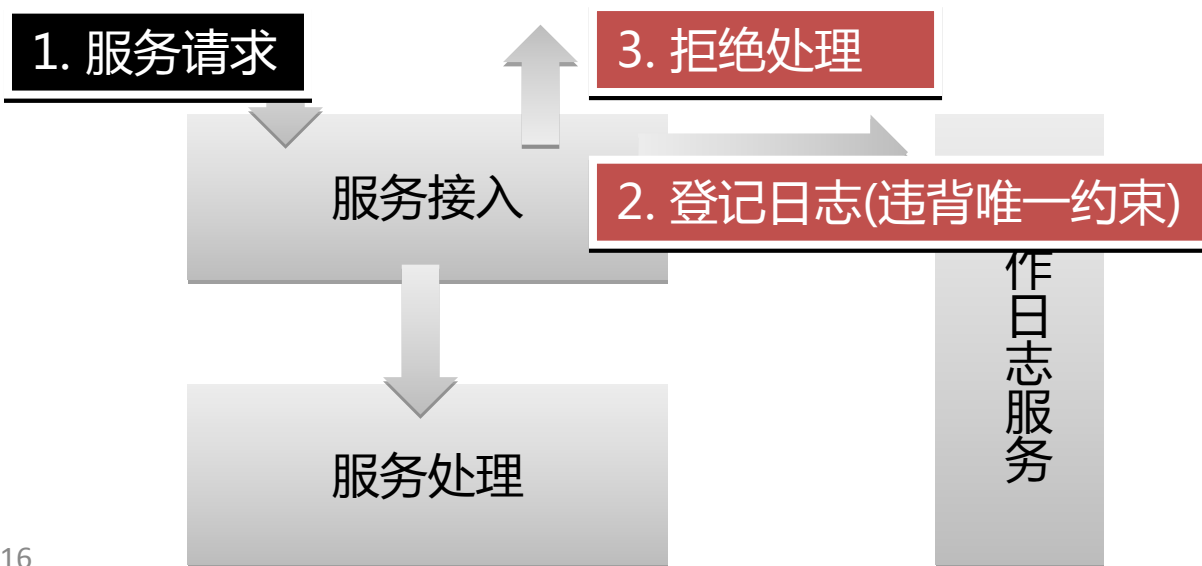 1. 服务请求
3. 拒绝处理
服务接入
2. 登记日志(违背唯一约束)
作日志服务
服务处理
16